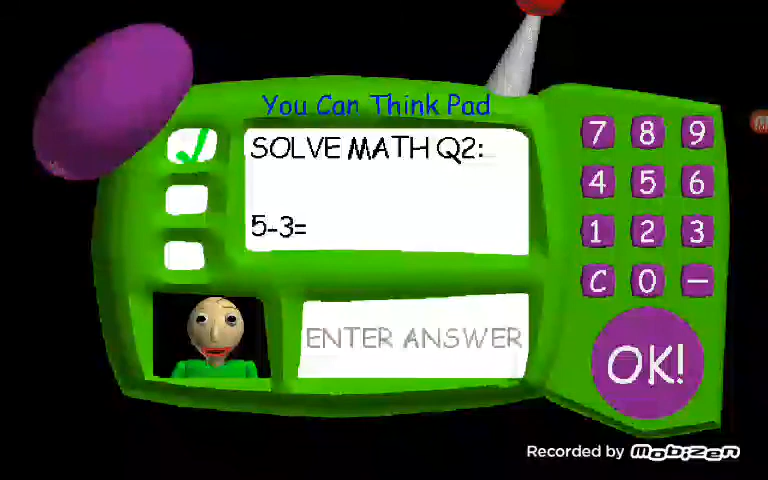 You Can Think Pad
SOLVE MATH Q2:
5-3=
ENTER ANSWER
7 8 9
4 5 6
1 2 3
C 0 −
OK!
Recorded by Mobizen